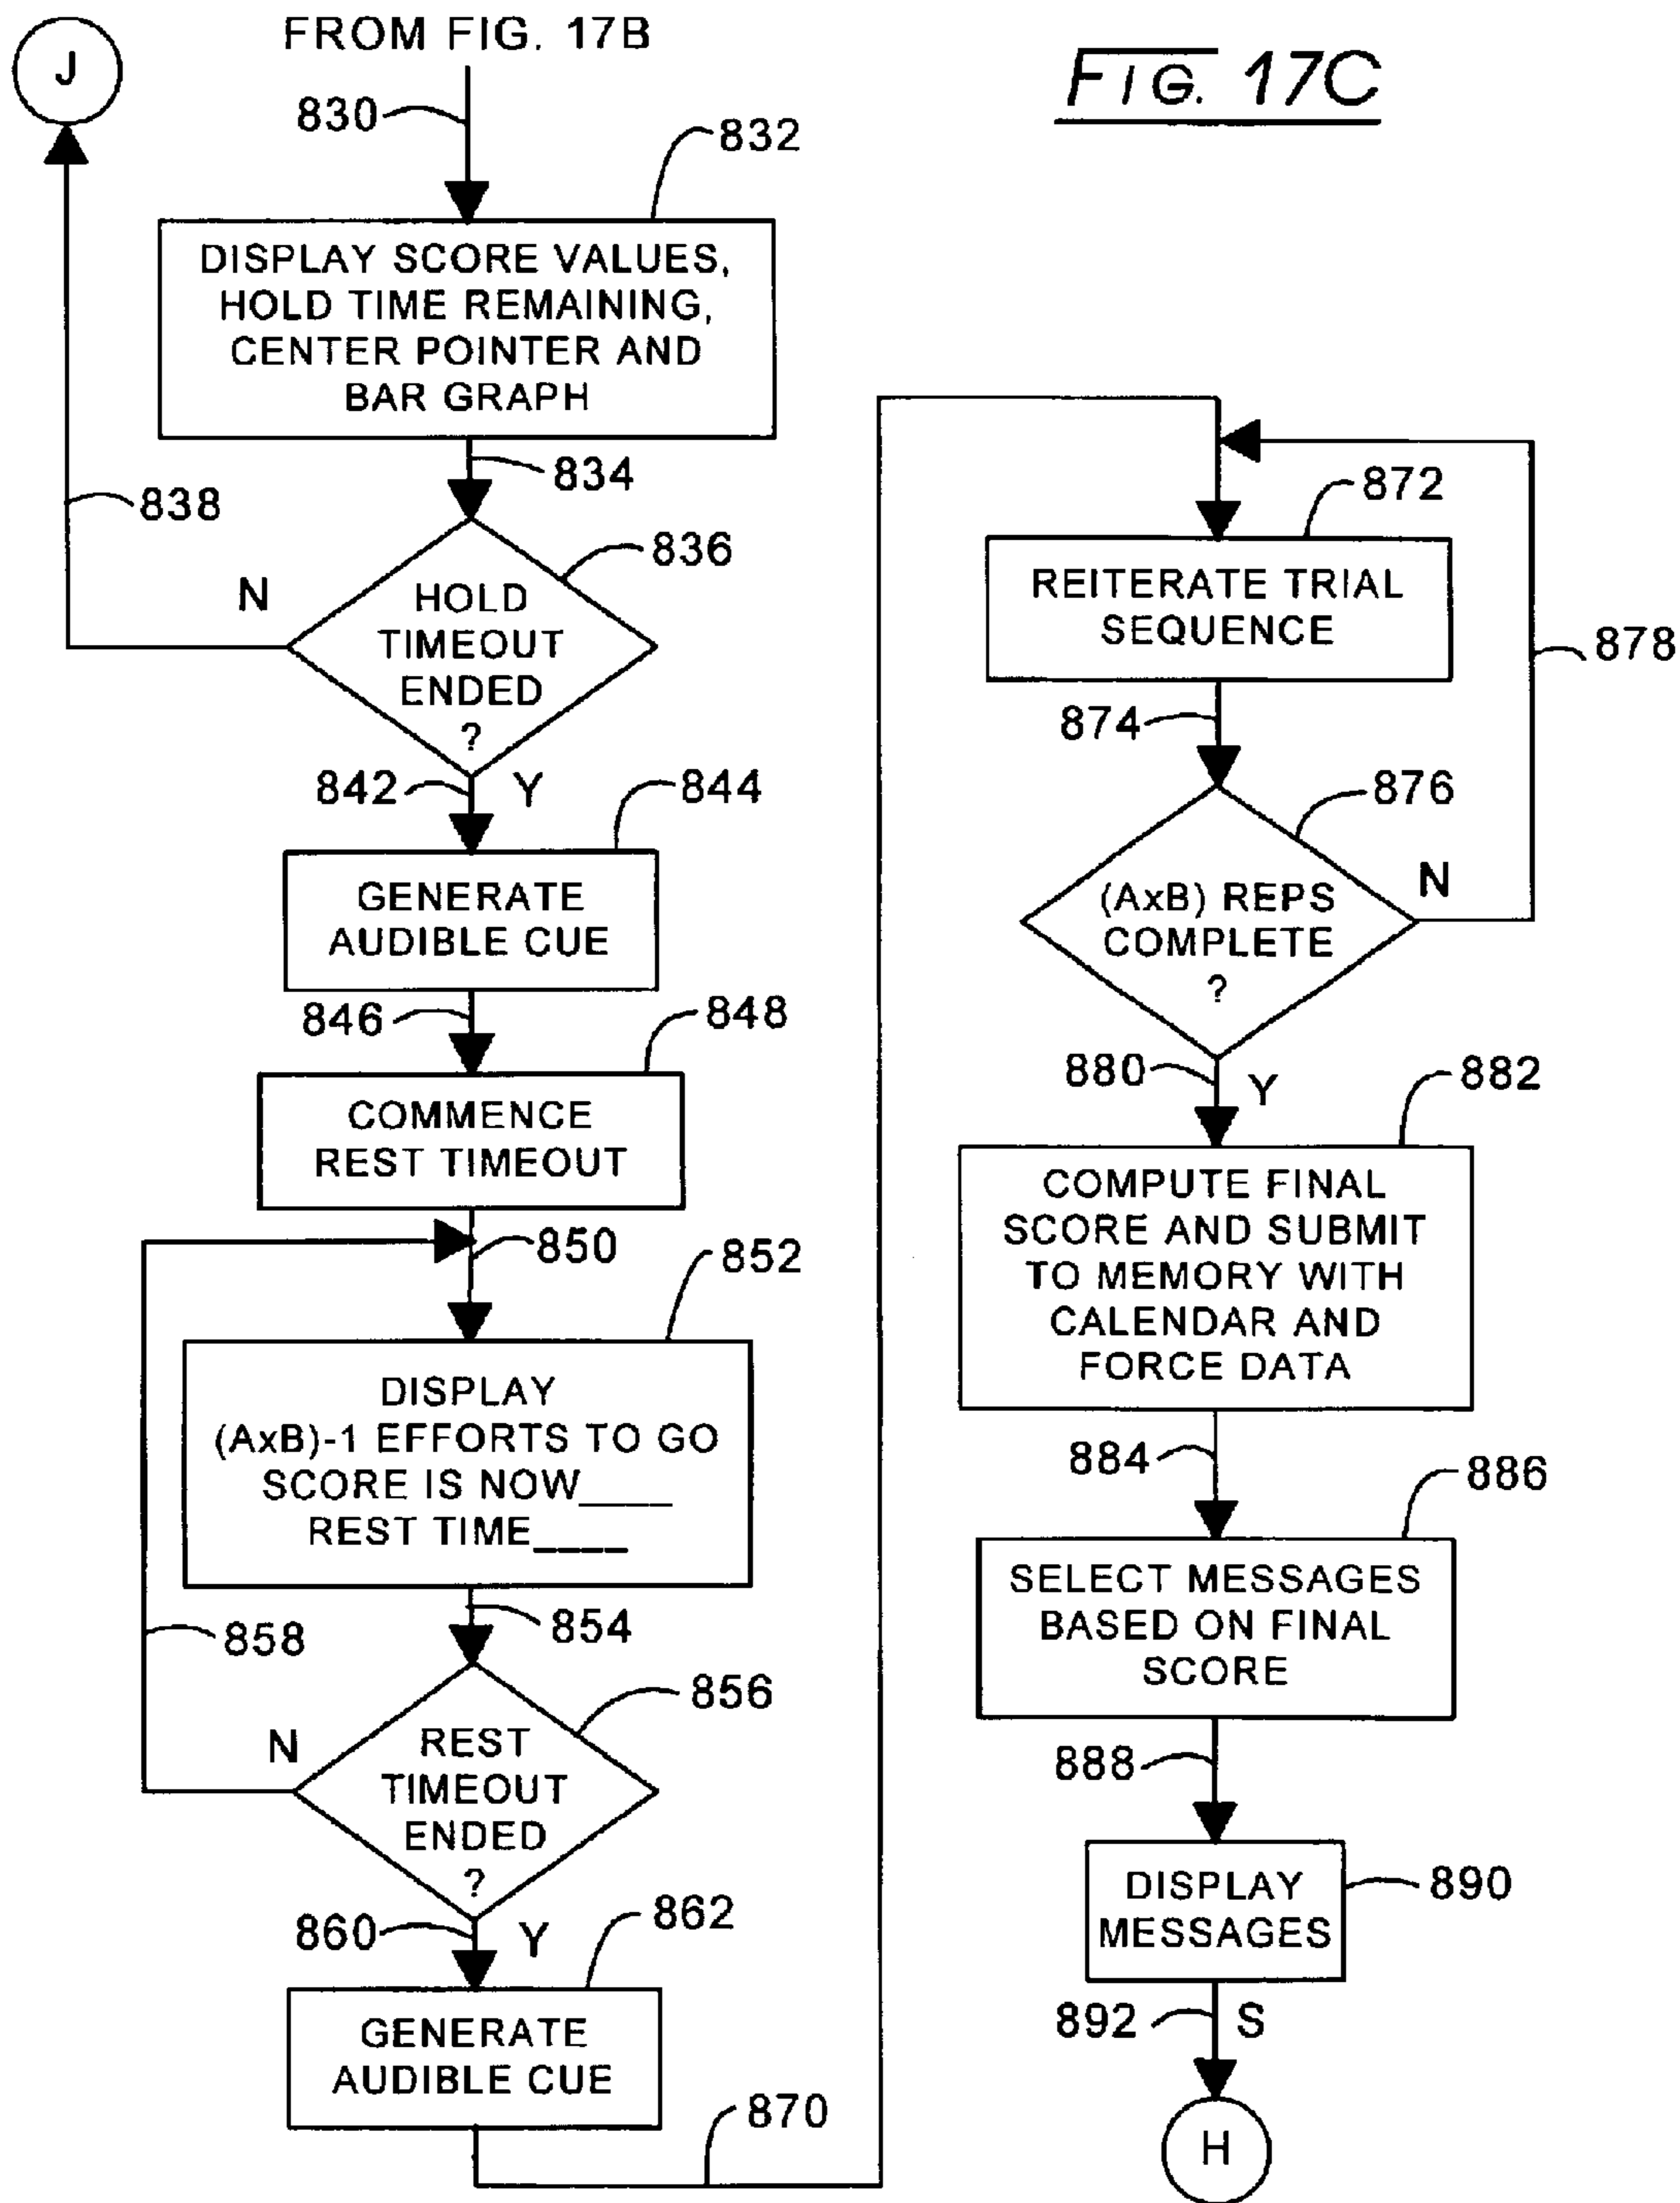 J
FROM FIG. 17B
FIG. 17C
830
832
DISPLAY SCORE VALUES,
HOLD TIME REMAINING,
CENTER POINTER AND
BAR GRAPH
834
838
836
N
HOLD
TIMEOUT
ENDED
?
842
Y
844
GENERATE
AUDIBLE CUE
846
848
COMMENCE
REST TIMEOUT
850
852
DISPLAY
(AxB)-1 EFFORTS TO GO
SCORE IS NOW____
REST TIME____
854
858
856
N
REST
TIMEOUT
ENDED
?
860
Y
862
GENERATE
AUDIBLE CUE
870
872
REITERATE TRIAL
SEQUENCE
878
874
876
(AxB) REPS
COMPLETE
?
N
880
Y
882
COMPUTE FINAL
SCORE AND SUBMIT
TO MEMORY WITH
CALENDAR AND
FORCE DATA
884
886
SELECT MESSAGES
BASED ON FINAL
SCORE
888
890
DISPLAY
MESSAGES
892
S
H